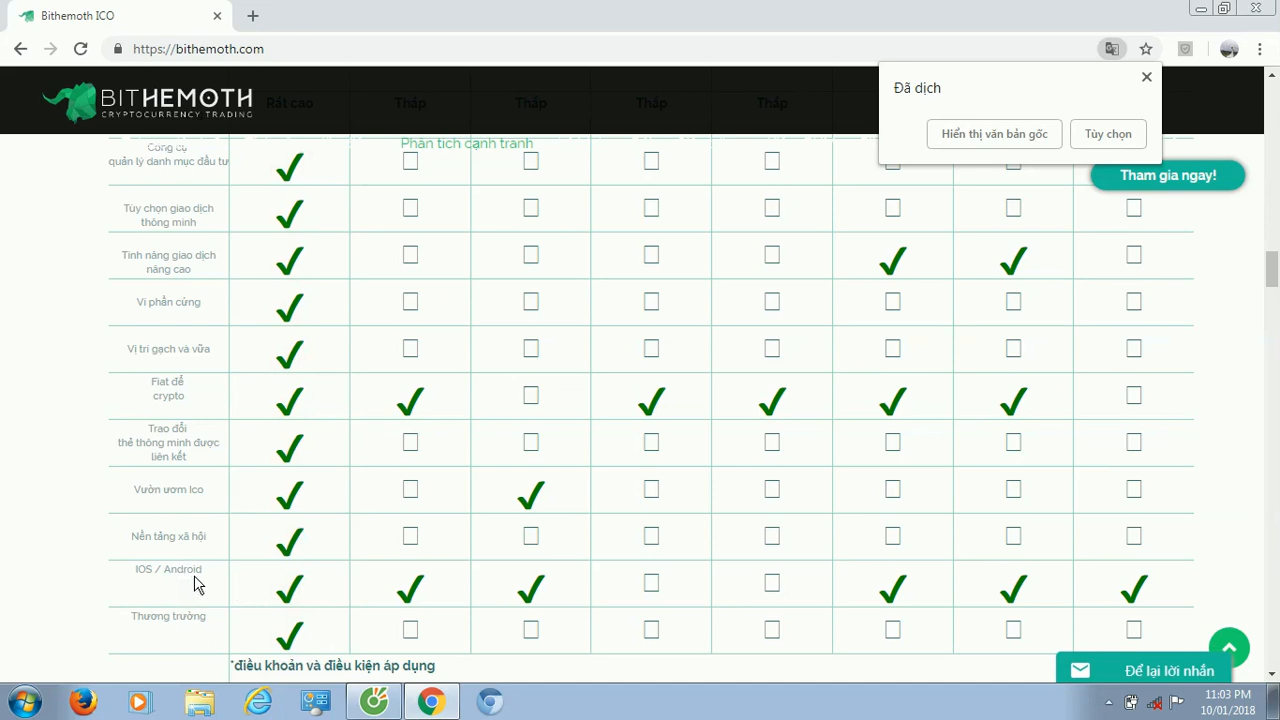 Bithemoth ICO
https://bithemoth.com
Đã dịch
Hiển thị văn bản gốc
Tùy chọn
BITHEMOTH
CRYPTOCURRENCY TRADING
Rất cao
Thấp
Thấp
Thấp
Thấp
Phân tích cạnh tranh
Tham gia ngay!
Công cụ
quản lý danh mục đầu tư
Tùy chọn giao dịch
thông minh
Tính năng giao dịch
nâng cao
Ví phần cứng
Vị trí gạch và vữa
Fiat để
crypto
Trao đổi
thẻ thông minh được
liên kết
Vườn ươm Ico
Nền tảng xã hội
IOS / Android
Thương trường
*điều khoản và điều kiện áp dụng
Để lại lời nhắn
11:03 PM
10/01/2018